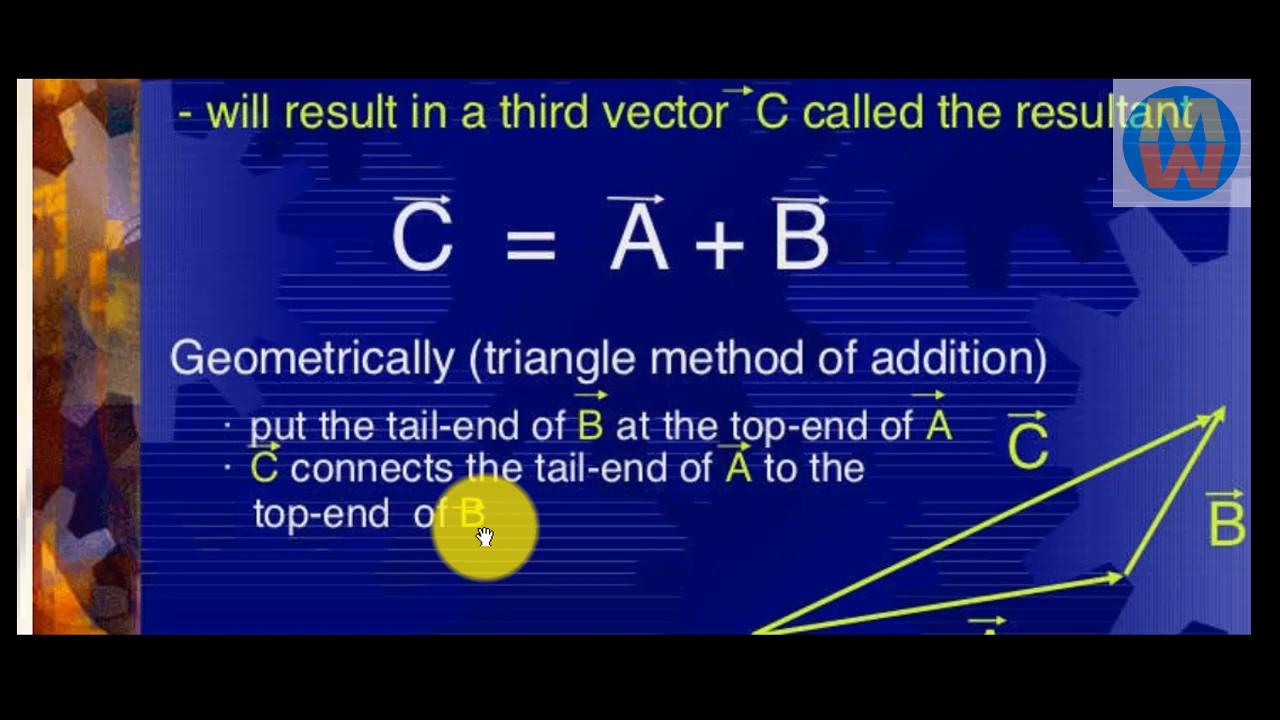 - will result in a third vector C⃗ called the resultant
C⃗ = A⃗ + B⃗
Geometrically (triangle method of addition)
· put the tail-end of B⃗ at the top-end of A⃗
· C⃗ connects the tail-end of A⃗ to the
top-end of B⃗
C⃗
B⃗
A⃗
MW